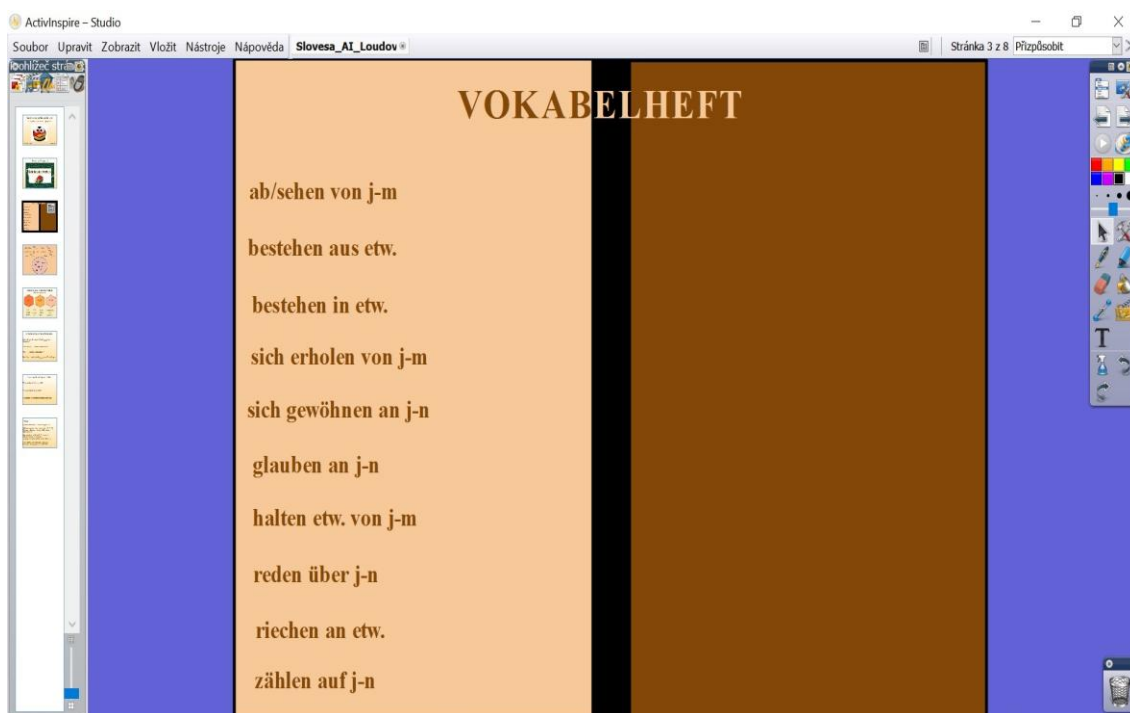 ActivInspire – Studio
Soubor Upravit Zobrazit Vložit Nástroje Nápověda Slovesa_AI_Loudov Stránka 3 z 8 Přizpůsobit
VOKABELHEFT
ab/sehen von j-m
bestehen aus etw.
bestehen in etw.
sich erholen von j-m
sich gewöhnen an j-n
glauben an j-n
halten etw. von j-m
reden über j-n
riechen an etw.
zählen auf j-n